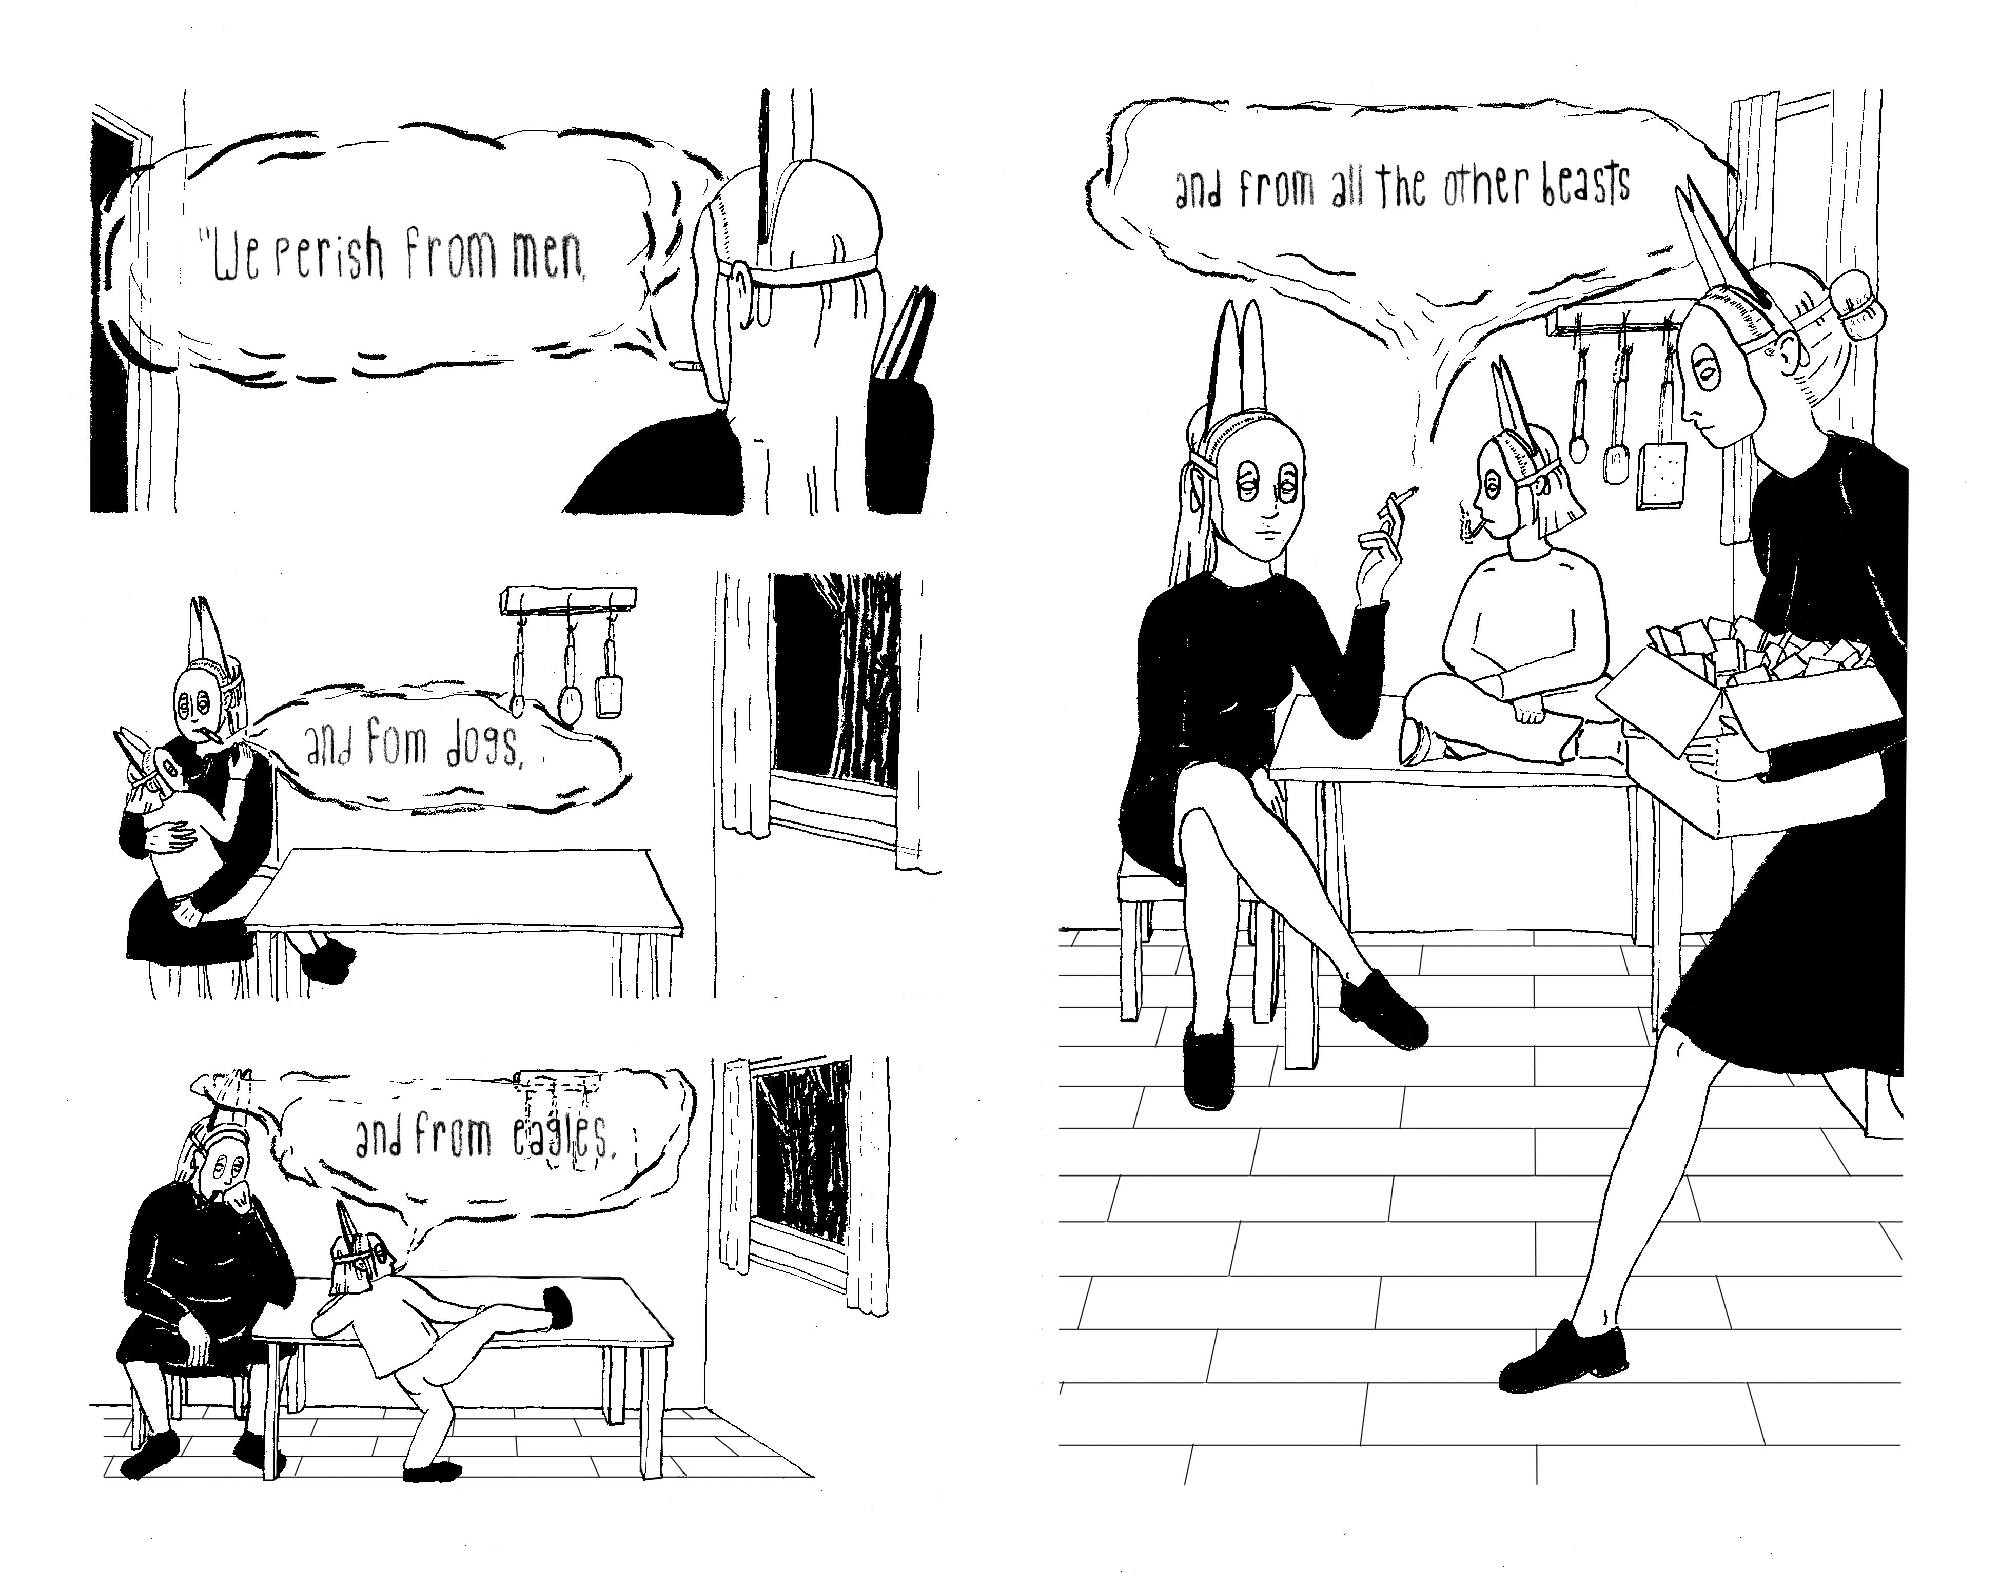 "We perish from men,
and fom dogs,
and from eagles,
and from all the other beasts